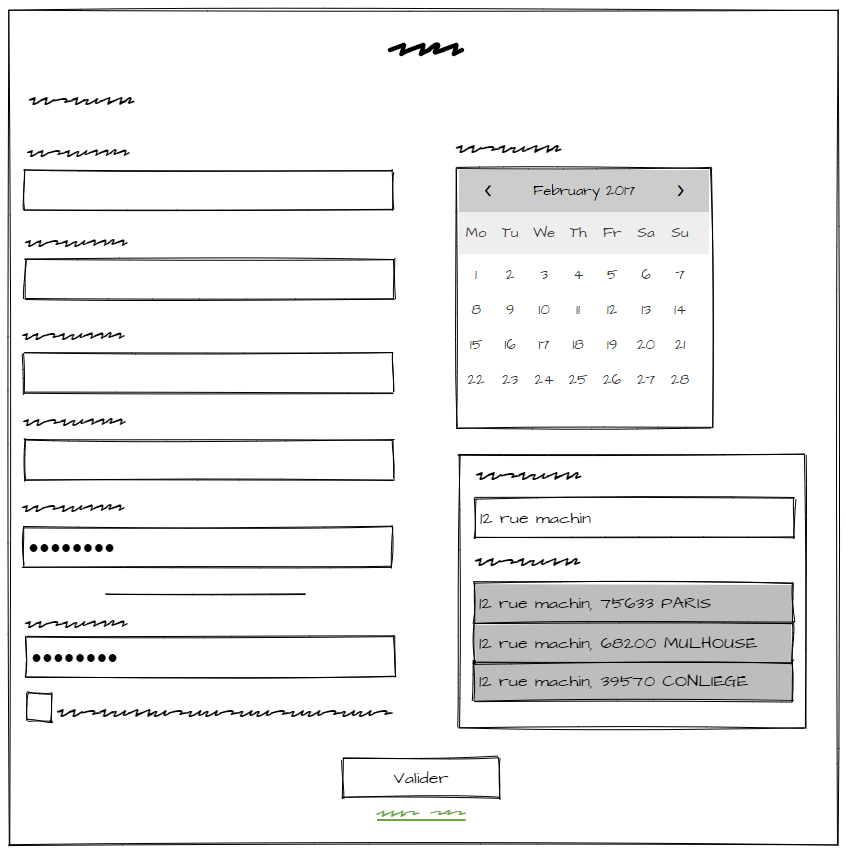 February 2017
Mo Tu We Th Fr Sa Su
1 2 3 4 5 6 7
8 9 10 11 12 13 14
15 16 17 18 19 20 21
22 23 24 25 26 27 28
12 rue machin
12 rue machin, 75633 PARIS
12 rue machin, 68200 MULHOUSE
12 rue machin, 39570 CONLIEGE
Valider